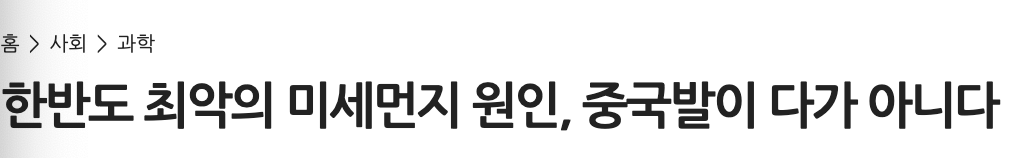 홈 > 사회 > 과학
한반도 최악의 미세먼지 원인, 중국발이 다가 아니다